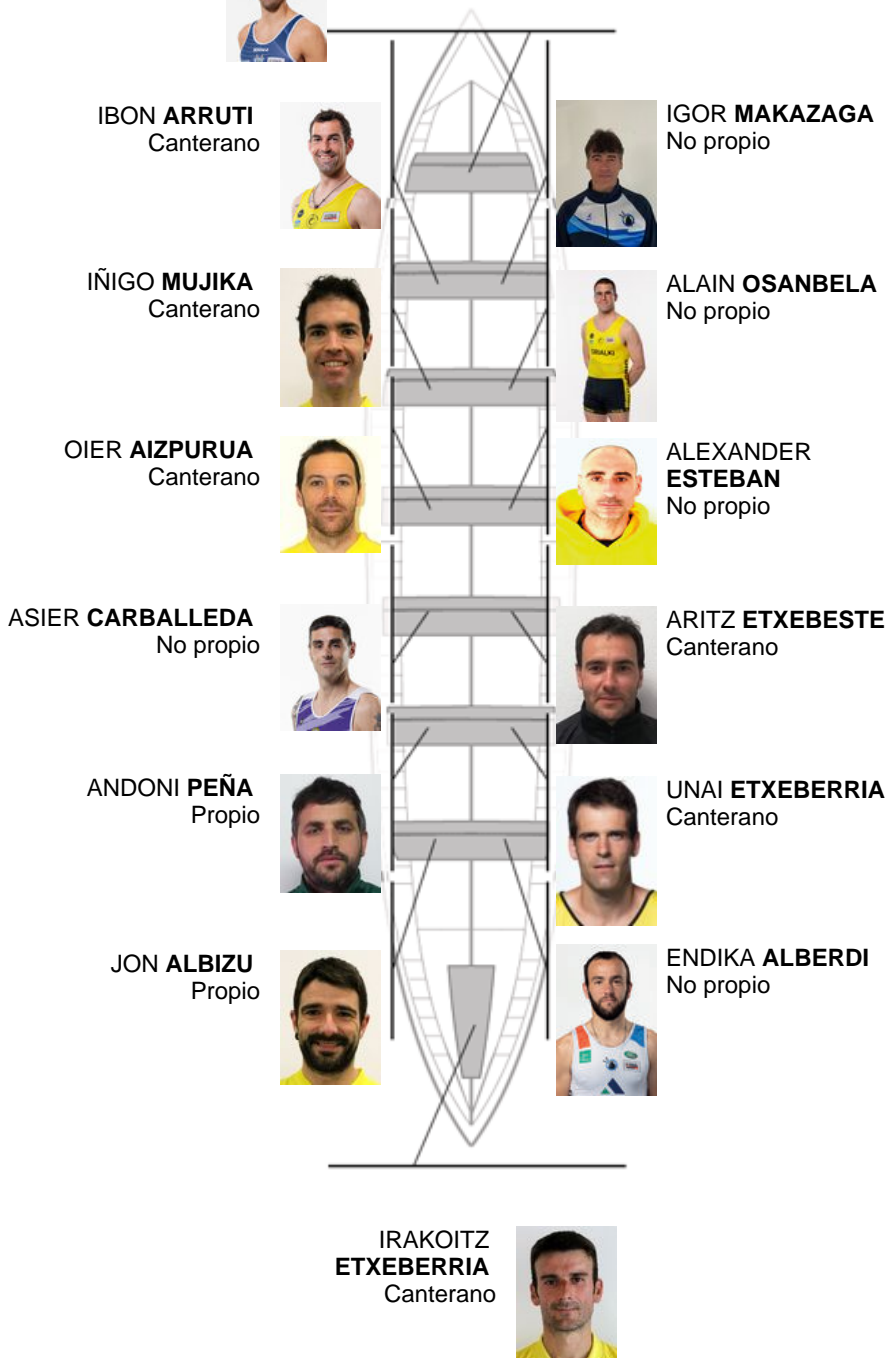 IBON ARRUTI
Canterano
IGOR MAKAZAGA
No propio
IÑIGO MUJIKA
Canterano
ALAIN OSANBELA
No propio
OIER AIZPURUA
Canterano
ALEXANDER
ESTEBAN
No propio
ASIER CARBALLEDA
No propio
ARITZ ETXEBESTE
Canterano
ANDONI PEÑA
Propio
UNAI ETXEBERRIA
Canterano
JON ALBIZU
Propio
ENDIKA ALBERDI
No propio
IRAKOITZ
ETXEBERRIA
Canterano